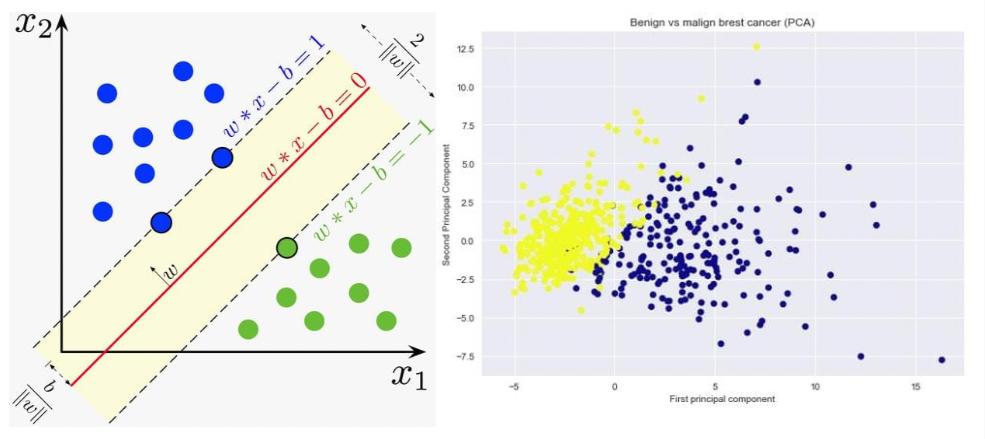 x₂
w * x − b = 1
w * x − b = 0
w * x − b = −1
2
||w||
w
b
||w||
x₁
Benign vs malign brest cancer (PCA)
Second Principal Component
12.5
10.0
7.5
5.0
2.5
0.0
−2.5
−5.0
−7.5
−5
0
5
10
15
First principal component